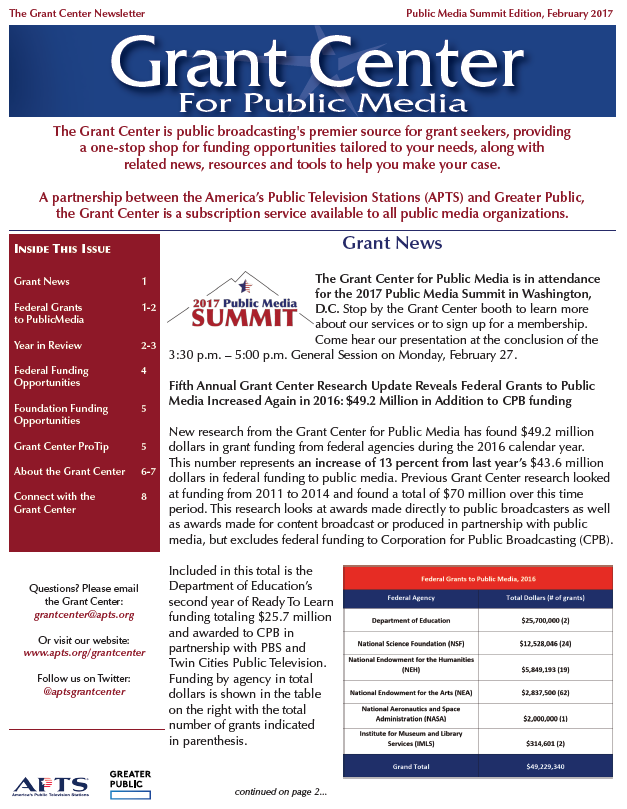 The Grant Center Newsletter
Public Media Summit Edition, February 2017
Grant Center
For Public Media
The Grant Center is public broadcasting's premier source for grant seekers, providing
a one-stop shop for funding opportunities tailored to your needs, along with
related news, resources and tools to help you make your case.
A partnership between the America's Public Television Stations (APTS) and Greater Public,
the Grant Center is a subscription service available to all public media organizations.
INSIDE THIS ISSUE
Grant News 1
Federal Grants 1-2
to PublicMedia
Year in Review 2-3
Federal Funding 4
Opportunities
Foundation Funding 5
Opportunities
Grant Center ProTip 5
About the Grant Center 6-7
Connect with the 8
Grant Center
Questions? Please email
the Grant Center:
grantcenter@apts.org
Or visit our website:
www.apts.org/grantcenter
Follow us on Twitter:
@aptsgrantcenter
APTS
America's Public Television Stations
GREATER
PUBLIC
Grant News
2017 Public Media
SUMMIT
The Grant Center for Public Media is in attendance
for the 2017 Public Media Summit in Washington,
D.C. Stop by the Grant Center booth to learn more
about our services or to sign up for a membership.
Come hear our presentation at the conclusion of the
3:30 p.m. – 5:00 p.m. General Session on Monday, February 27.
Fifth Annual Grant Center Research Update Reveals Federal Grants to Public
Media Increased Again in 2016: $49.2 Million in Addition to CPB funding
New research from the Grant Center for Public Media has found $49.2 million
dollars in grant funding from federal agencies during the 2016 calendar year.
This number represents an increase of 13 percent from last year's $43.6 million
dollars in federal funding to public media. Previous Grant Center research looked
at funding from 2011 to 2014 and found a total of $70 million over this time
period. This research looks at awards made directly to public broadcasters as well
as awards made for content broadcast or produced in partnership with public
media, but excludes federal funding to Corporation for Public Broadcasting (CPB).
Included in this total is the
Department of Education's
second year of Ready To Learn
funding totaling $25.7 million
and awarded to CPB in
partnership with PBS and
Twin Cities Public Television.
Funding by agency in total
dollars is shown in the table
on the right with the total
number of grants indicated
in parenthesis.
Federal Grants to Public Media, 2016
Federal Agency Total Dollars (# of grants)
Department of Education $25,700,000 (2)
National Science Foundation (NSF) $12,528,046 (24)
National Endowment for the Humanities
(NEH) $5,849,193 (19)
National Endowment for the Arts (NEA) $2,837,500 (62)
National Aeronautics and Space
Administration (NASA) $2,000,000 (1)
Institute for Museum and Library
Services (IMLS) $314,601 (2)
Grand Total $49,229,340
continued on page 2...